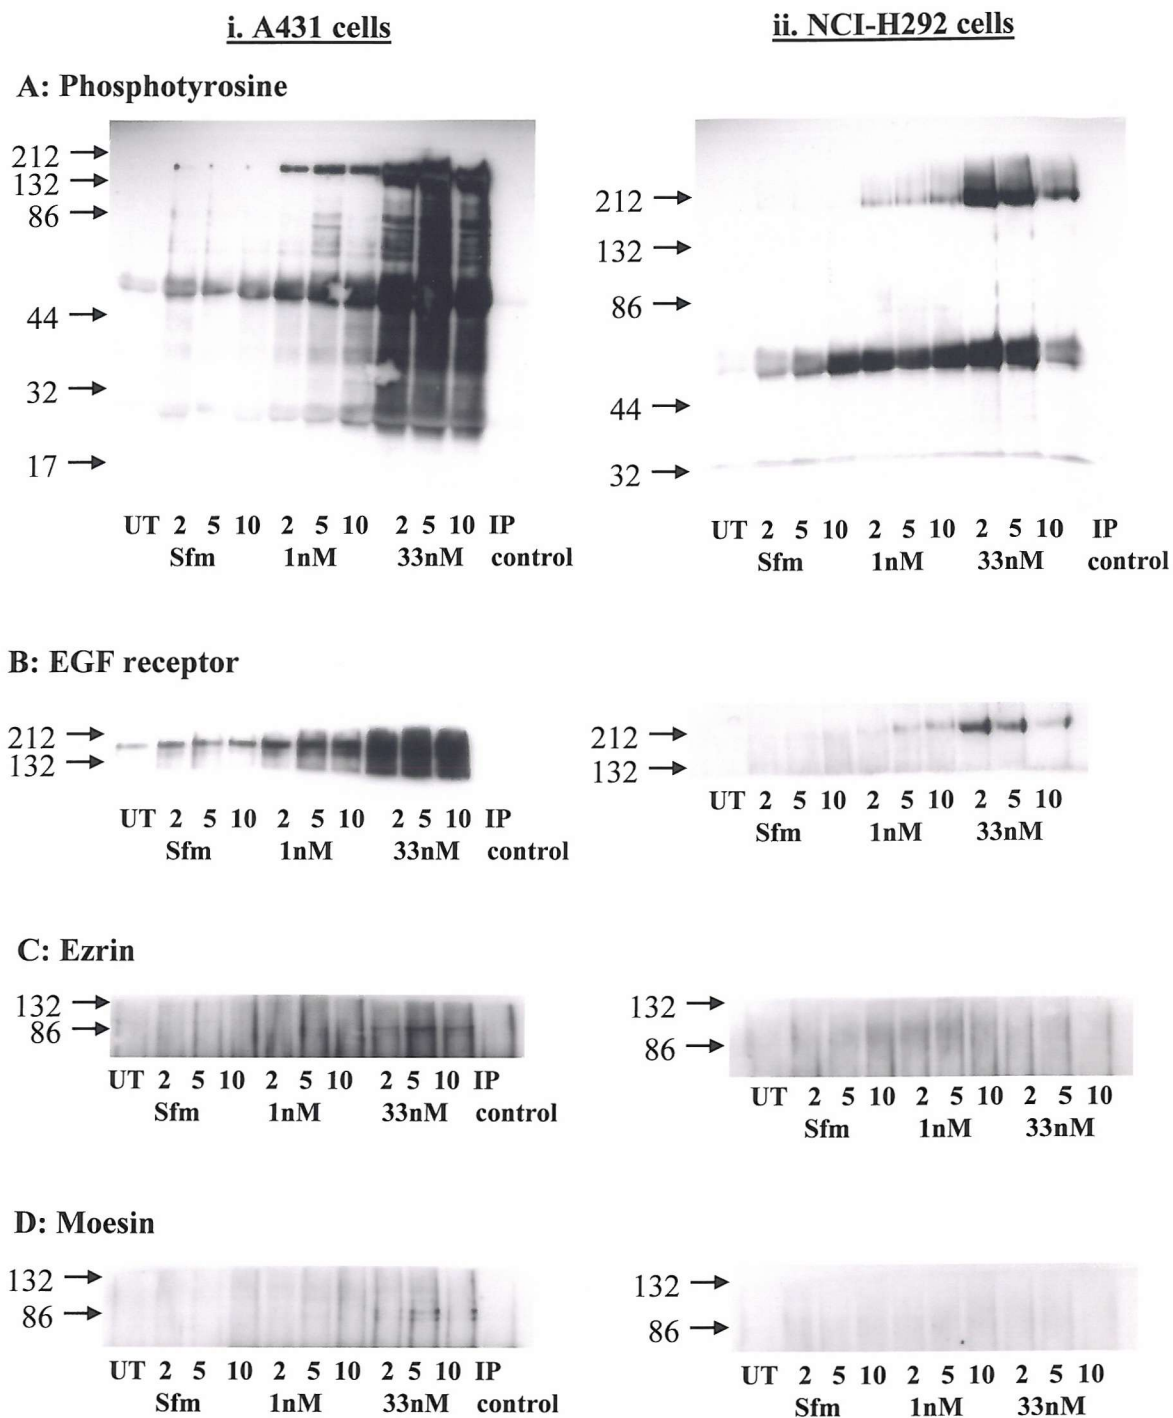 i. A431 cells
ii. NCI-H292 cells
A: Phosphotyrosine
212
132
86
44
32
17
UT 2 5 10 2 5 10 2 5 10 IP
Sfm 1nM 33nM control
212
132
86
44
32
UT 2 5 10 2 5 10 2 5 10 IP
Sfm 1nM 33nM control
B: EGF receptor
212
132
UT 2 5 10 2 5 10 2 5 10 IP
Sfm 1nM 33nM control
212
132
UT 2 5 10 2 5 10 2 5 10
Sfm 1nM 33nM
C: Ezrin
132
86
UT 2 5 10 2 5 10 2 5 10 IP
Sfm 1nM 33nM control
132
86
UT 2 5 10 2 5 10 2 5 10
Sfm 1nM 33nM
D: Moesin
132
86
UT 2 5 10 2 5 10 2 5 10 IP
Sfm 1nM 33nM control
132
86
UT 2 5 10 2 5 10 2 5 10
Sfm 1nM 33nM